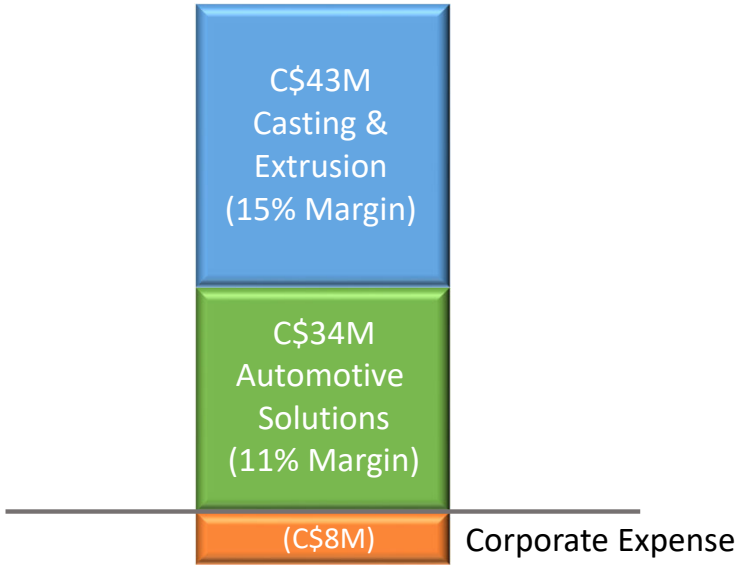 C$43M
Casting &
Extrusion
(15% Margin)
C$34M
Automotive
Solutions
(11% Margin)
(C$8M)
Corporate Expense